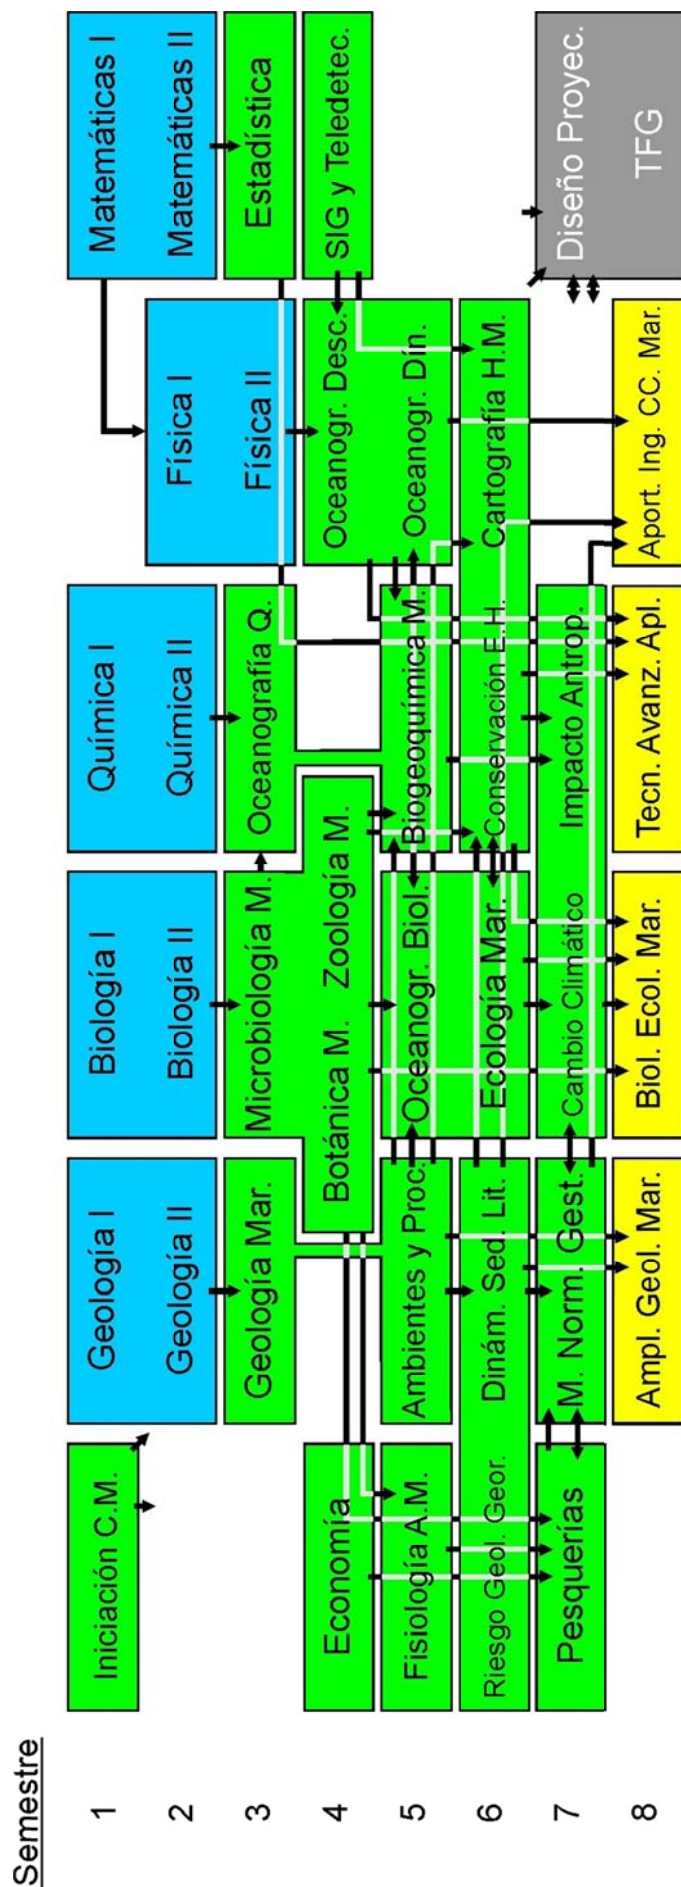 Semestre
1
Iniciación C.M.
Geología I
Biología I
Química I
Matemáticas I
2
Geología II
Biología II
Química II
Física I
Matemáticas II
3
Geología Mar.
Microbiología M.
Oceanografía Q.
Física II
Estadística
4
Economía
Botánica M.
Zoología M.
Oceanogr. Desc.
SIG y Teledetec.
5
Fisiología A.M.
Ambientes y Proc.
Oceanogr. Biol.
Biogeoquímica M.
Oceanogr. Din.
6
Riesgo Geol. Geor.
Dinám. Sed. Lit.
Ecología Mar.
Conservación E.H.
Cartografía H.M.
7
Pesquerías
M. Norm. Gest.
Cambio Climático
Impacto Antrop.
Diseño Proyec.
8
Ampl. Geol. Mar.
Biol. Ecol. Mar.
Tecn. Avanz. Apl.
Aport. Ing. CC. Mar.
TFG